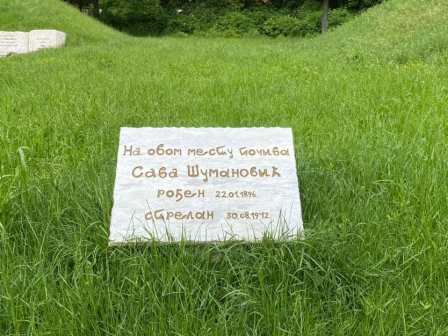 На овом месту почива
Сава Шумановић
рођен 22.01.1896.
стрељан 30.08.1942.